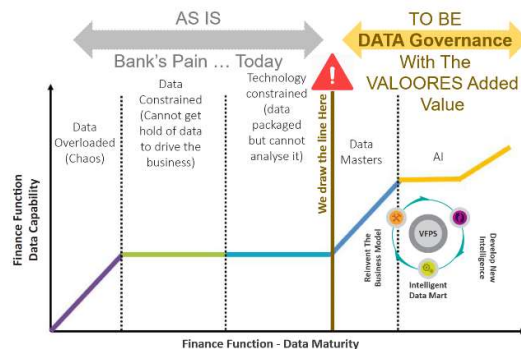 AS IS
Bank's Pain ... Today
TO BE
DATA Governance
With The
VALOORES Added
Value
Data
Overloaded
(Chaos)
Data
Constrained
(Cannot get
hold of data
to drive the
business)
Technology
constrained
(data
packaged
but cannot
analyse it)
We draw the line Here
Data
Masters
AI
Reinvent The
Business Model
VFPS
Develop New
Intelligence
Intelligent
Data Mart
Finance Function
Data Capability
Finance Function - Data Maturity